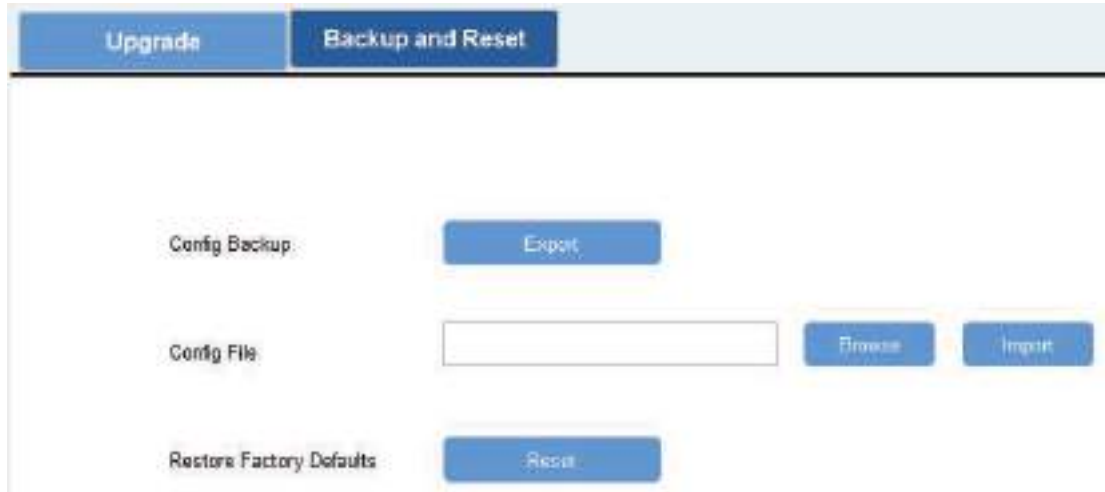 Upgrade Backup and Reset
Config Backup Export
Config File Browse Import
Restore Factory Defaults Reset